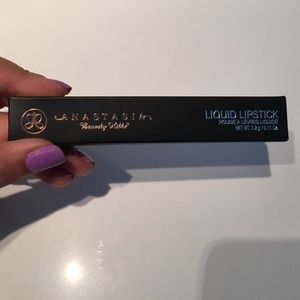 ANASTASIA
Beverly Hills
LIQUID LIPSTICK
ROUGE À LÈVRES LIQUIDE
NET WT. 3.2 g / 0.11 Oz.